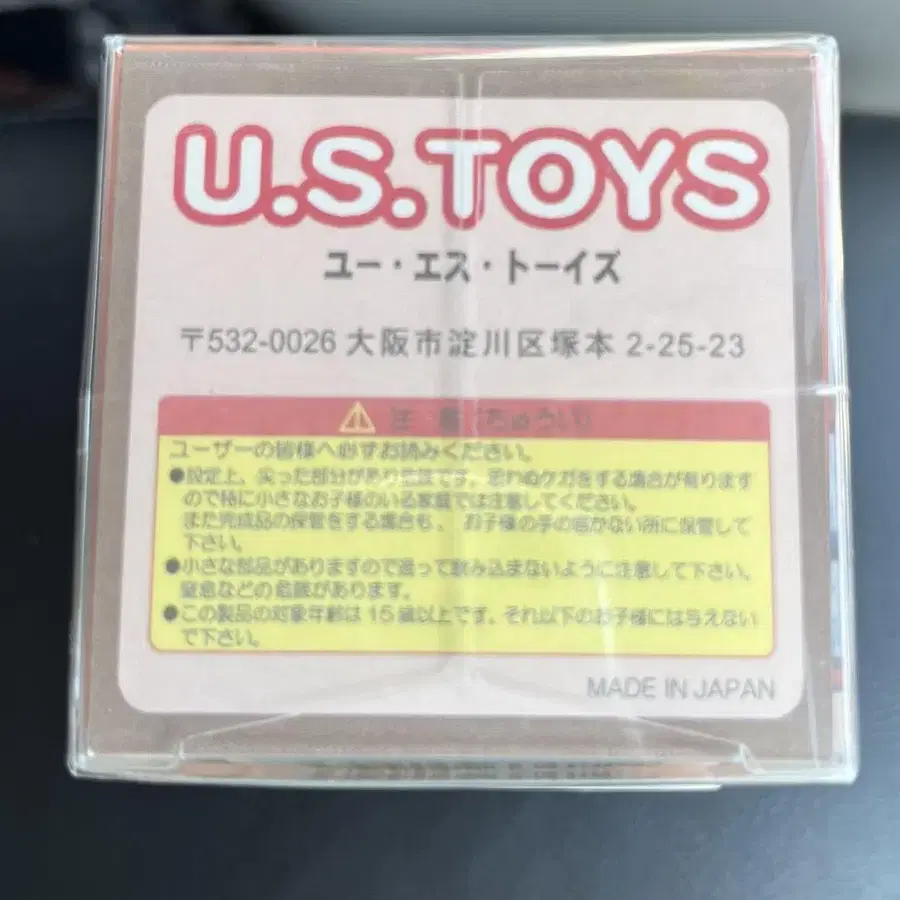 U.S.TOYS
ユー・エス・トーイズ
〒532-0026 大阪市淀川区塚本 2-25-23
注 意(ちゅうい)
ユーザーの皆様へ必ずお読みください。
●設定上、尖った部分があり危険です。思わぬケガをする場合が有ります
ので特に小さなお子様のいる家庭では注意してください。
また完成品の保管をする場合も、お子様の手の届かない所に保管して
下さい。
●小さな部品がありますので誤って飲み込まないように注意して下さい。
窒息などの危険があります。
●この製品の対象年齢は15歳以上です。それ以下のお子様には与えない
で下さい。
MADE IN JAPAN